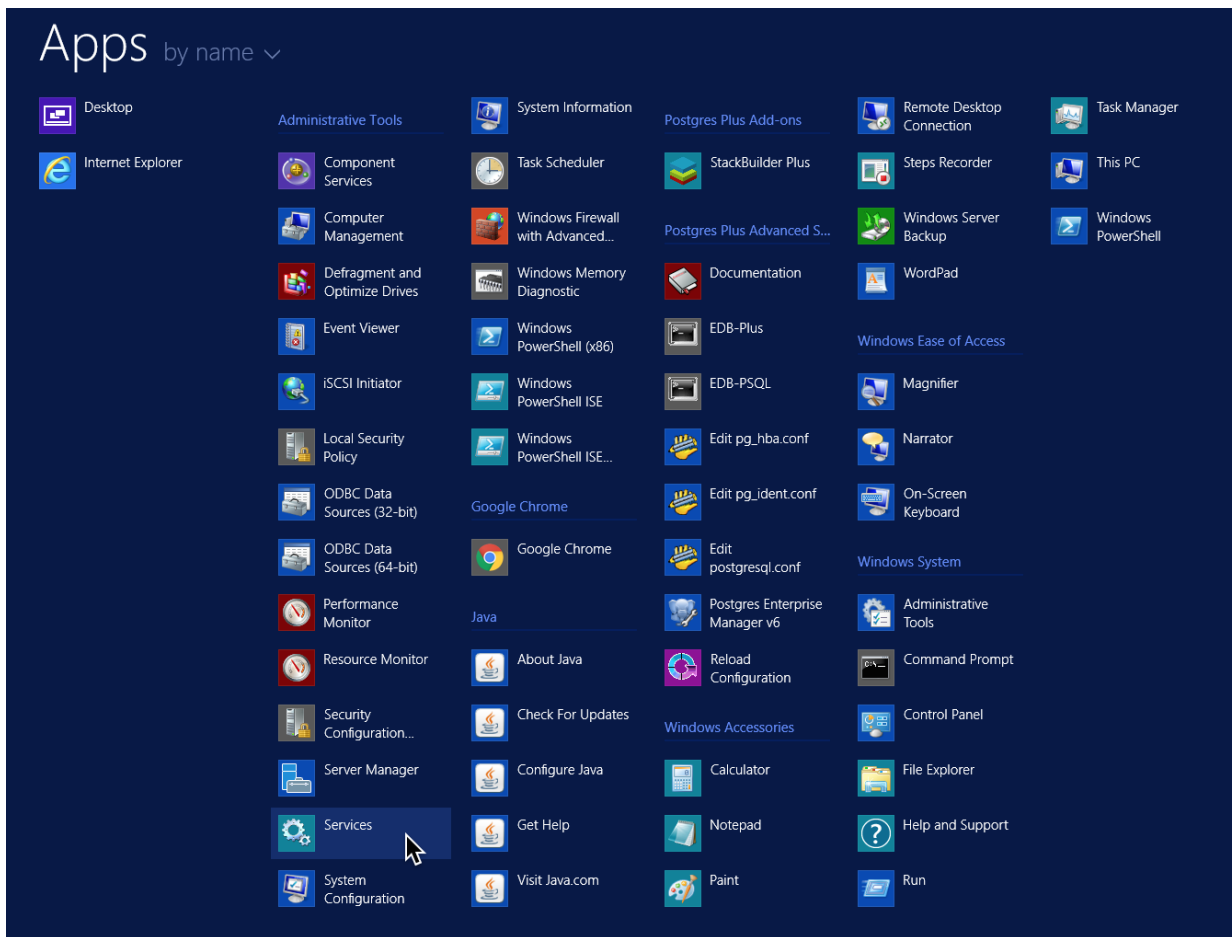 Apps by name
Desktop
Internet Explorer
Administrative Tools
Component
Services
Computer
Management
Defragment and
Optimize Drives
Event Viewer
iSCSI Initiator
Local Security
Policy
ODBC Data
Sources (32-bit)
ODBC Data
Sources (64-bit)
Performance
Monitor
Resource Monitor
Security
Configuration...
Server Manager
Services
System
Configuration
System Information
Task Scheduler
Windows Firewall
with Advanced...
Windows Memory
Diagnostic
Windows
PowerShell (x86)
Windows
PowerShell ISE
Windows
PowerShell ISE...
Google Chrome
Google Chrome
Java
About Java
Check For Updates
Configure Java
Get Help
Visit Java.com
Postgres Plus Add-ons
StackBuilder Plus
Postgres Plus Advanced S...
Documentation
EDB-Plus
EDB-PSQL
Edit pg_hba.conf
Edit pg_ident.conf
Edit
postgresql.conf
Postgres Enterprise
Manager v6
Reload
Configuration
Windows Accessories
Calculator
Notepad
Paint
Remote Desktop
Connection
Steps Recorder
Windows Server
Backup
WordPad
Windows Ease of Access
Magnifier
Narrator
On-Screen
Keyboard
Windows System
Administrative
Tools
Command Prompt
Control Panel
File Explorer
Help and Support
Run
Task Manager
This PC
Windows
PowerShell